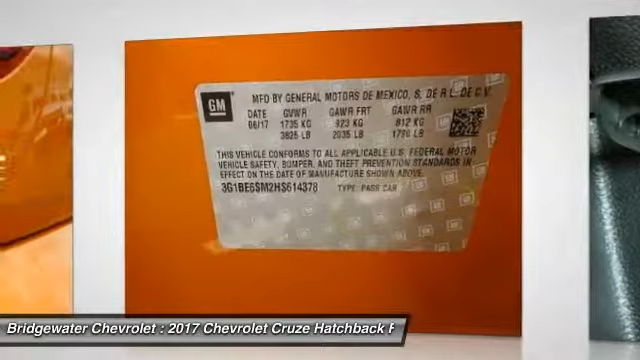 GM
MFD BY GENERAL MOTORS DE MEXICO, S. DE R.L. DE C.V.
DATE GVWR GAWR FRT GAWR RR
06/17 1735 KG 923 KG 812 KG
3825 LB 2035 LB 1790 LB
THIS VEHICLE CONFORMS TO ALL APPLICABLE U.S. FEDERAL MOTOR
VEHICLE SAFETY, BUMPER, AND THEFT PREVENTION STANDARDS IN
EFFECT ON THE DATE OF MANUFACTURE SHOWN ABOVE.
3G1BE6SM2HS614378 TYPE: PASS CAR
Bridgewater Chevrolet : 2017 Chevrolet Cruze Hatchback